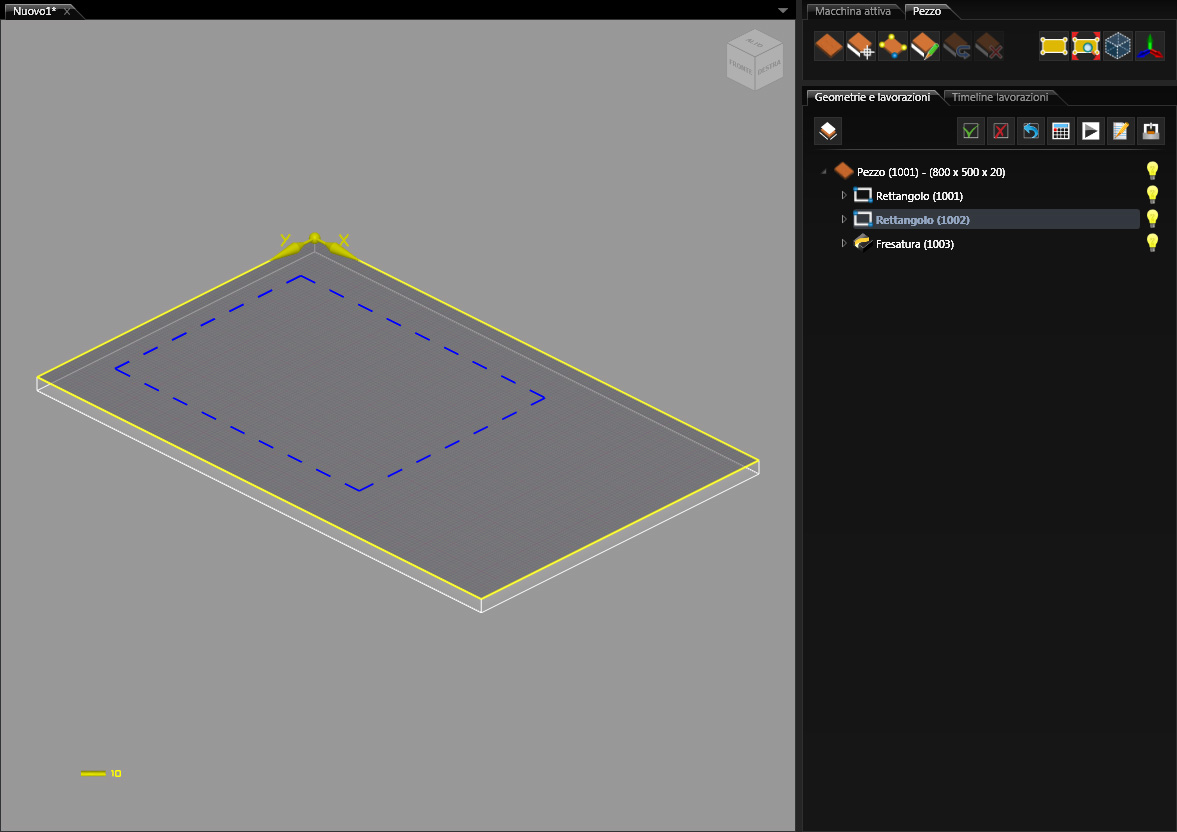 Nuovo1*
Macchina attiva
Pezzo
ALTO
FRONTE
DESTRA
Geometrie e lavorazioni
Timeline lavorazioni
Pezzo (1001) - (800 x 500 x 20)
Rettangolo (1001)
Rettangolo (1002)
Fresatura (1003)
Y
X
10